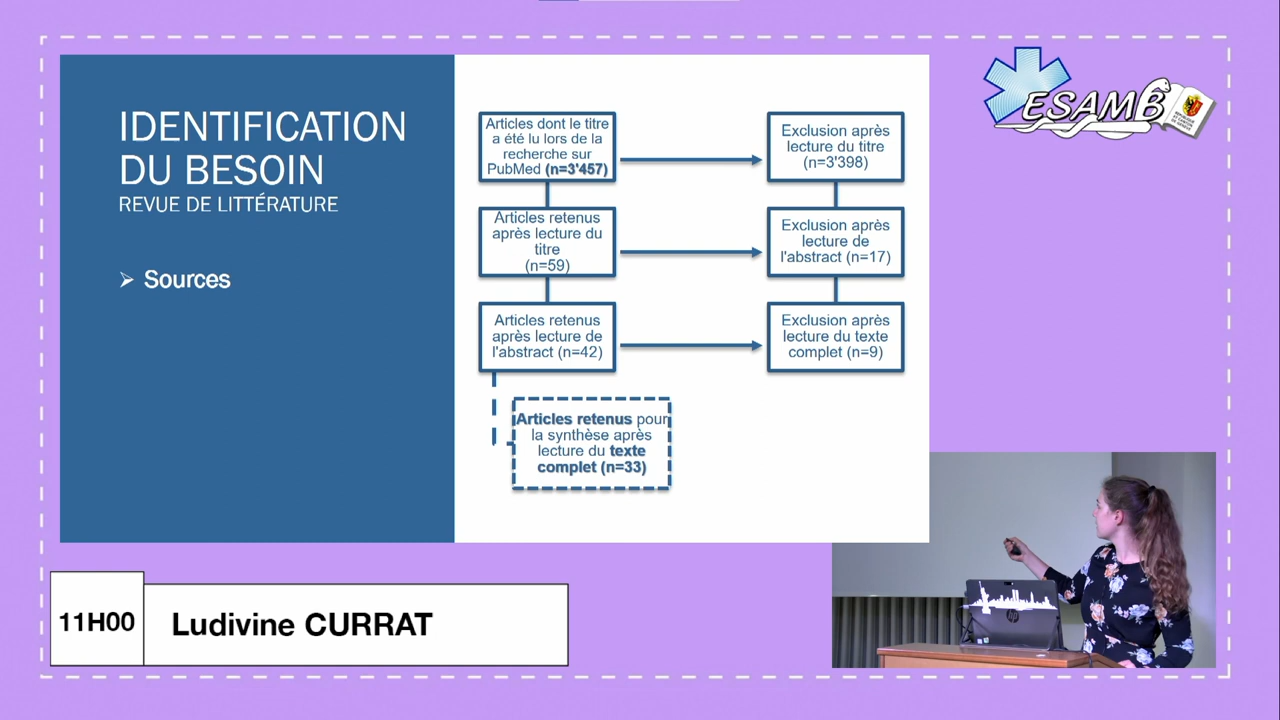 IDENTIFICATION
DU BESOIN
REVUE DE LITTÉRATURE
➢ Sources
Articles dont le titre
a été lu lors de la
recherche sur
PubMed (n=3'457)
Exclusion après
lecture du titre
(n=3'398)
Articles retenus
après lecture du
titre
(n=59)
Exclusion après
lecture de
l'abstract (n=17)
Articles retenus
après lecture de
l'abstract (n=42)
Exclusion après
lecture du texte
complet (n=9)
Articles retenus pour
la synthèse après
lecture du texte
complet (n=33)
ESAMB
11H00
Ludivine CURRAT
hp